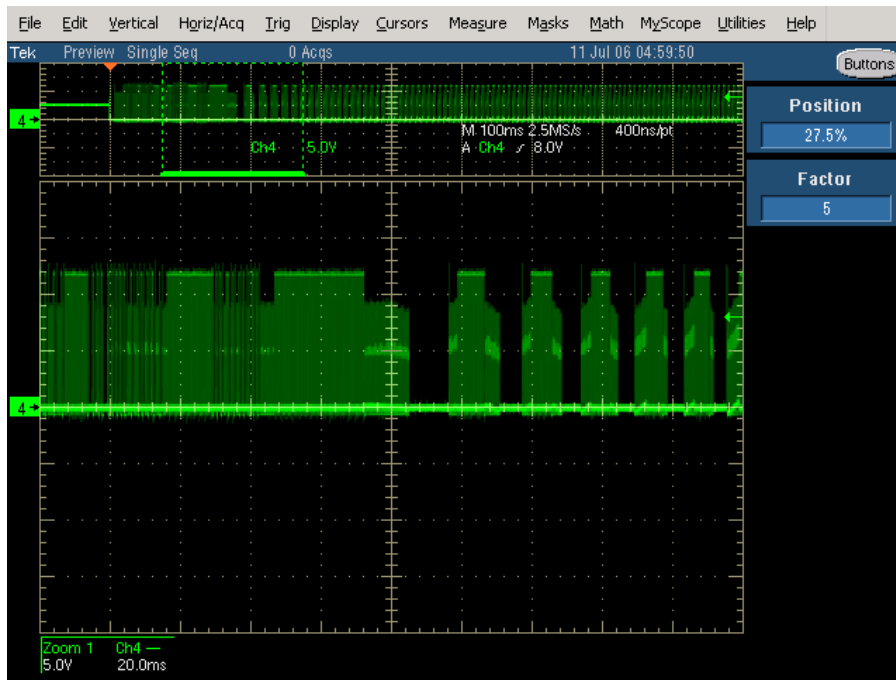 File Edit Vertical Horiz/Acq Trig Display Cursors Measure Masks Math MyScope Utilities Help
Tek Preview Single Seq 0 Acqs 11 Jul 06 04:59:50
Buttons
Position
27.5%
Factor
5
4
M 100ms 2.5MS/s 400ns/pt
Ch4 5.0V A Ch4 8.0V
4
Zoom 1 Ch4
5.0V 20.0ms